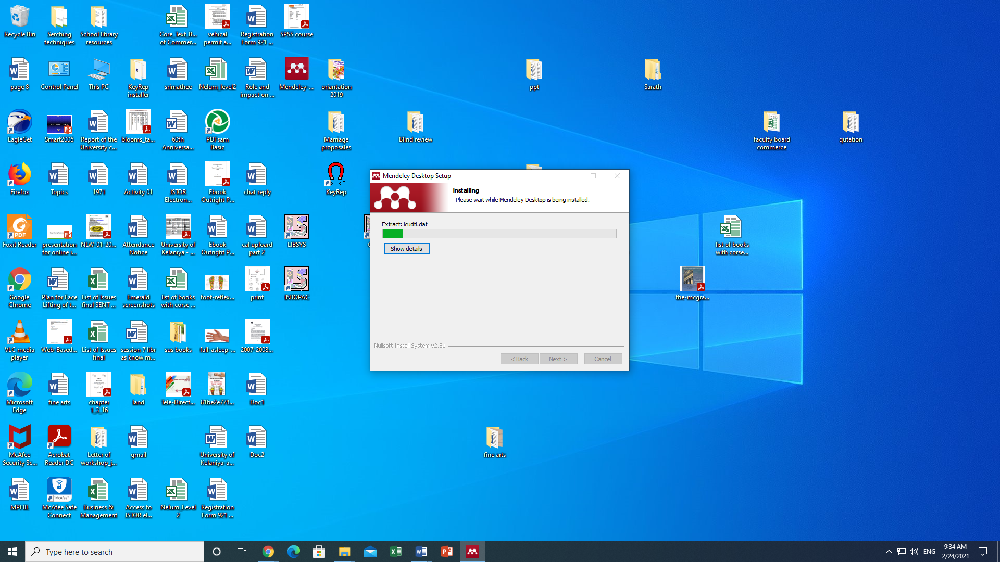 Recycle Bin
Serching
techniques
School library
resources
Core_Text_B...
of Commer...
vehical
permit a...
Registration
Form 921 ...
SPSS course
page 8
Control Panel
This PC
KeyRep
installer
srimathee
Nelum_level2
Role and
impact on ...
Mendeley-...
oriantation
2019
ppt
Sarath
EagleGet
Smart2006
Report of the
University c...
blooms_ta...
60th
Anniversa...
PDFsam
Basic
Marriage
proposales
Blind review
faculty board
commerce
qutation
Firefox
Topics
1971
Activity 01
JSTOR
Electron...
Ebook
Outright P...
chat reply
KeyRep
Mendeley Desktop Setup
Installing
Please wait while Mendeley Desktop is being installed.
Extract: icudtl.dat
Show details
Nullsoft Install System v2.51
< Back
Next >
Cancel
PDF
Foxit Reader
presentation
for online i...
NLW-01-20...
Attendance
Notice
University of
Kelaniya - ...
Ebook
Outright P...
cal uploard
part 2
LIBSYS
list of books
with corse...
Google
Chrome
Plan for Face
Lifting of t...
List of Issues
final SENT ...
Emerald
screenshots
list of books
with corse ...
foot-reflex...
print
INTOPAC
the-mcgra...
VLC media
player
Web-Based...
List of Issues
final
session 7 libr
as know m...
sus books
fall-asleep-...
2007-2008...
Microsoft
Edge
fine arts
chapter
1_3_16
land
Tele-Direct...
81be2e778...
Doc1
McAfee
Security Sc...
Acrobat
Reader DC
Letter of
workshop_j...
gmail
University of
Kelaniya-a...
Doc2
fine arts
MPHIL
McAfee"
McAfee Safe
Connect
Business &
Management
Access to
JSTOR el...
Nelum_Level
2
Registration
Form 921 ...
Type here to search
ENG
9:34 AM
2/24/2021